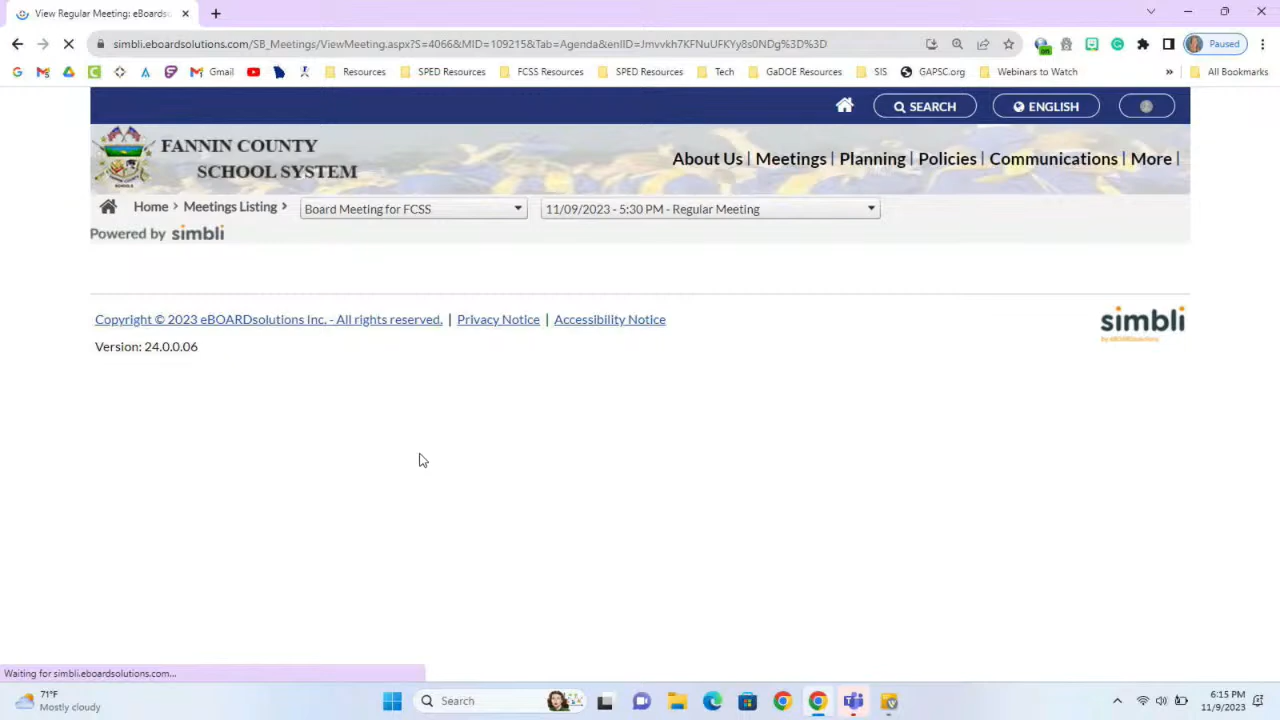 View Regular Meeting: eBoards
simbli.eboardsolutions.com/SB_Meetings/ViewMeeting.aspx?S=4066&MID=109215&Tab=Agenda&enIID=Jmvvkh7KFNuUFKYy8s0NDg%3D%3D
Paused
Gmail
Resources
SPED Resources
FCSS Resources
SPED Resources
Tech
GaDOE Resources
SIS
GAPSC.org
Webinars to Watch
»
All Bookmarks
SEARCH
ENGLISH
FANNIN COUNTY
SCHOOL SYSTEM
About Us | Meetings | Planning | Policies | Communications | More |
Home > Meetings Listing > Board Meeting for FCSS 11/09/2023 - 5:30 PM - Regular Meeting
Powered by simbli
Copyright © 2023 eBOARDsolutions Inc. - All rights reserved. | Privacy Notice | Accessibility Notice
simbli
by eBOARDsolutions
Version: 24.0.0.06
Waiting for simbli.eboardsolutions.com...
71°F
Mostly cloudy
Search
6:15 PM
11/9/2023